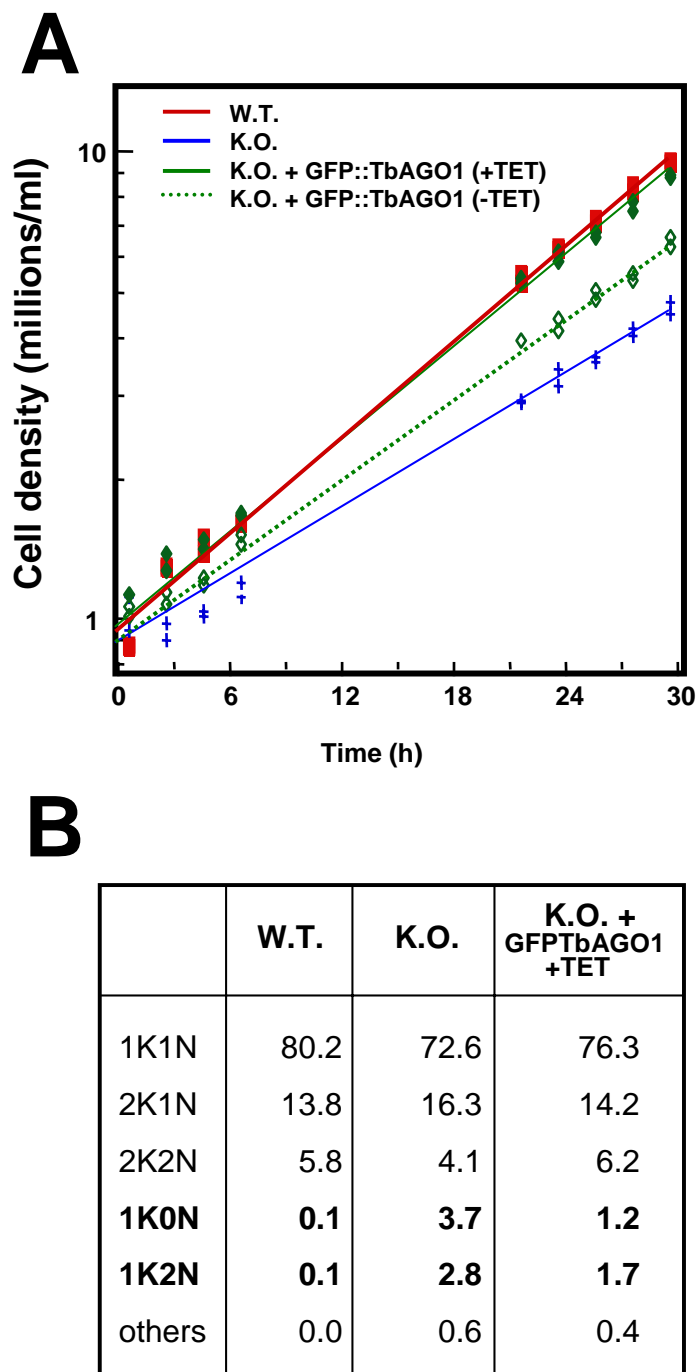 A
W.T.
K.O.
K.O. + GFP::TbAGO1 (+TET)
K.O. + GFP::TbAGO1 (-TET)
Cell density (millions/ml)
10
1
0 6 12 18 24 30
Time (h)
B
W.T. K.O. K.O. +
GFPTbAGO1
+TET
1K1N 80.2 72.6 76.3
2K1N 13.8 16.3 14.2
2K2N 5.8 4.1 6.2
1K0N 0.1 3.7 1.2
1K2N 0.1 2.8 1.7
others 0.0 0.6 0.4